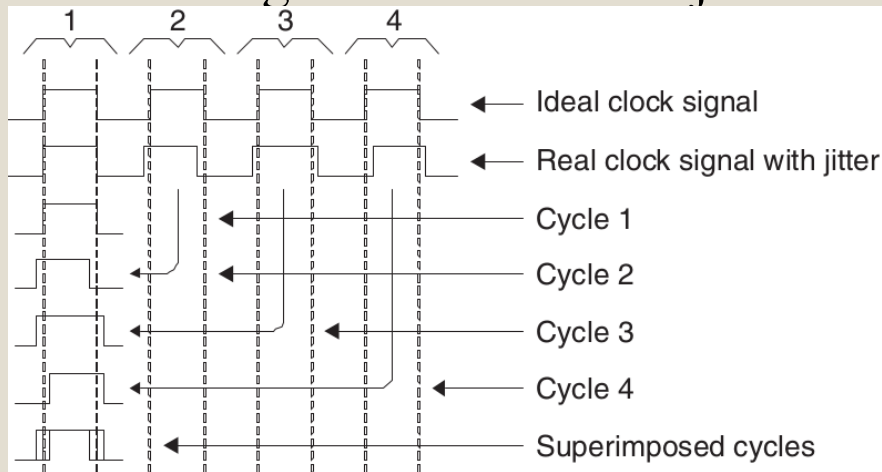 1 2 3 4
Ideal clock signal
Real clock signal with jitter
Cycle 1
Cycle 2
Cycle 3
Cycle 4
Superimposed cycles